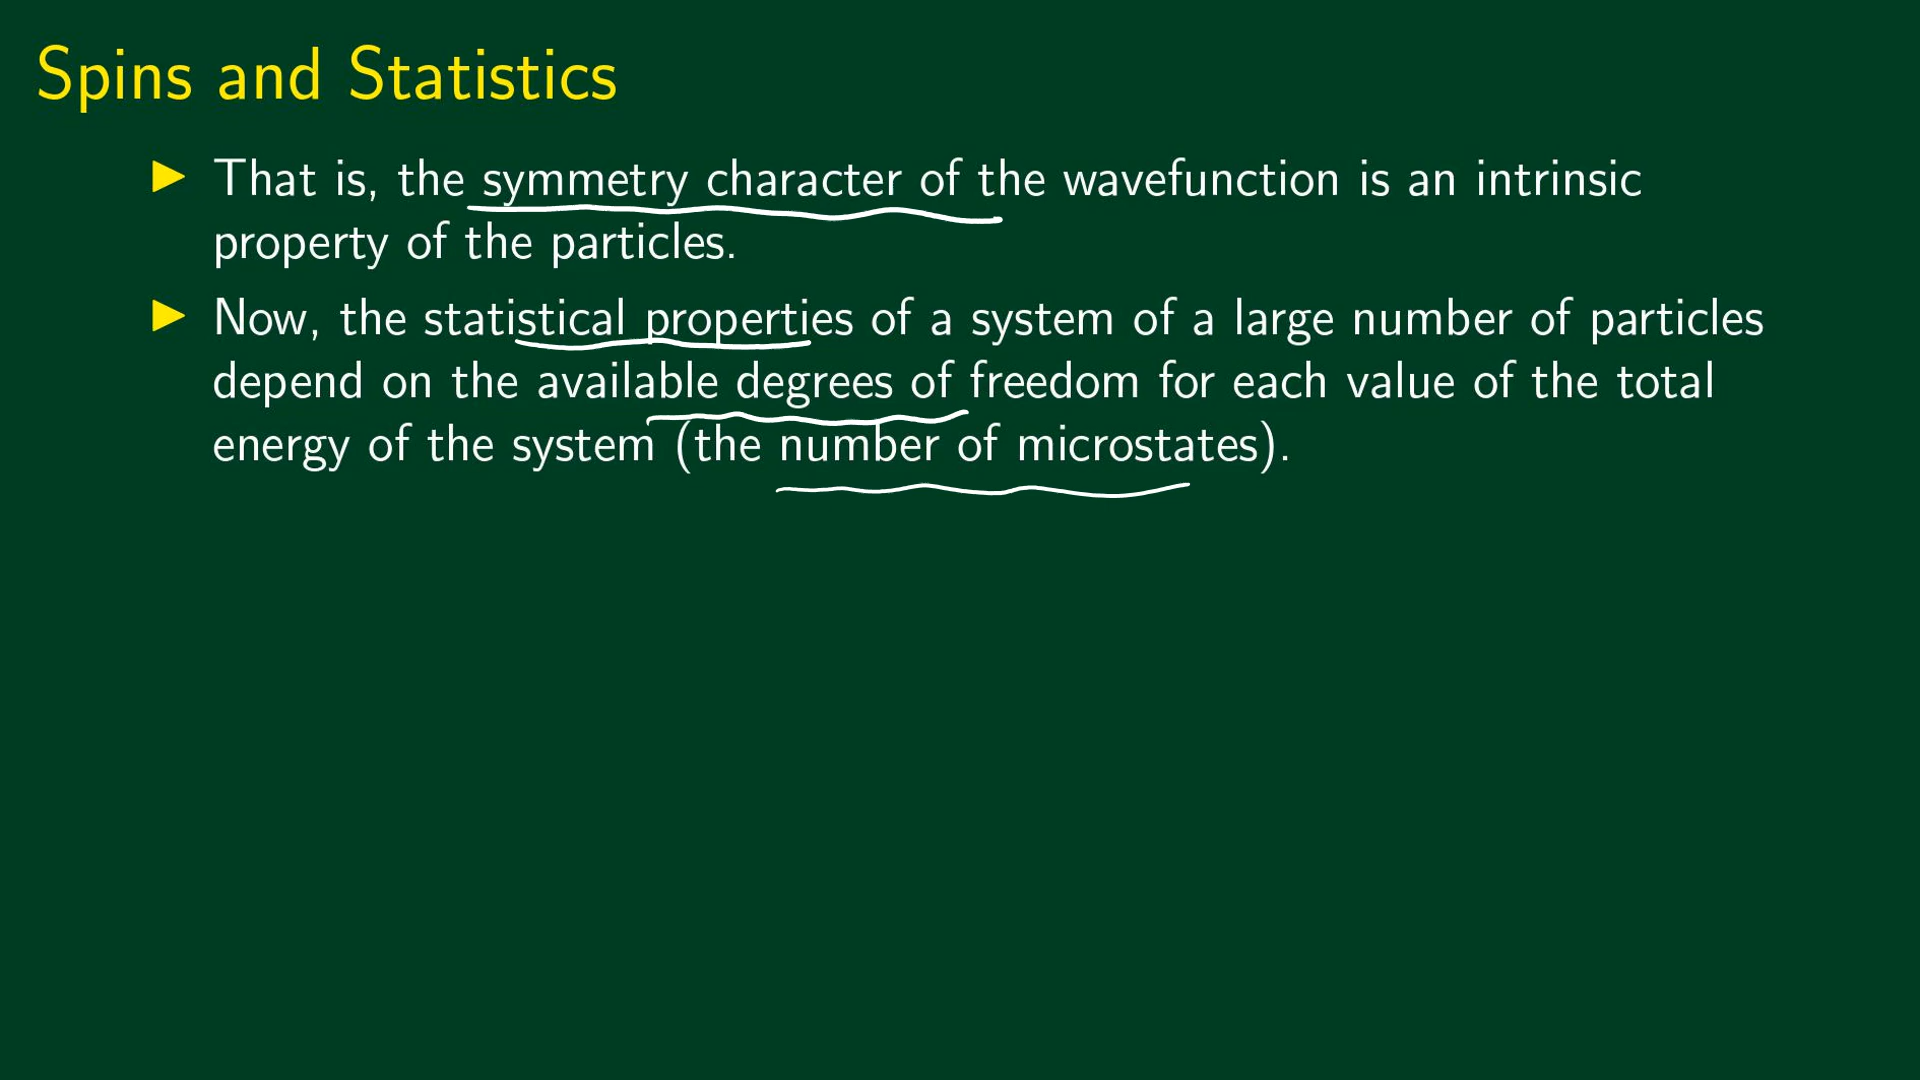 Spins and Statistics
▶ That is, the symmetry character of the wavefunction is an intrinsic
property of the particles.
▶ Now, the statistical properties of a system of a large number of particles
depend on the available degrees of freedom for each value of the total
energy of the system (the number of microstates).